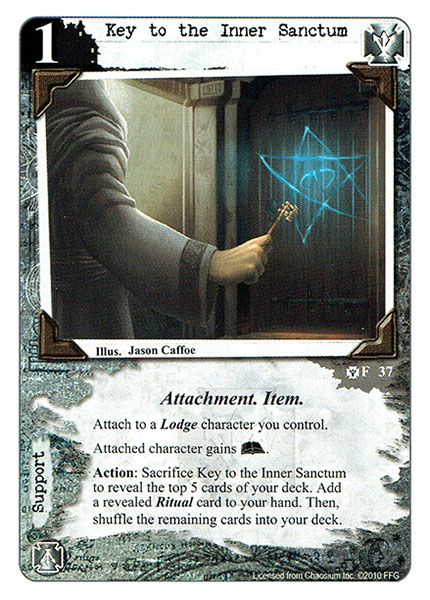 1
Key to the Inner Sanctum
Illus. Jason Caffoe
F 37
Attachment. Item.
Attach to a Lodge character you control.
Attached character gains .
Action: Sacrifice Key to the Inner Sanctum
to reveal the top 5 cards of your deck. Add
a revealed Ritual card to your hand. Then,
shuffle the remaining cards into your deck.
Support
Licensed from Chaosium Inc. ©2010 FFG